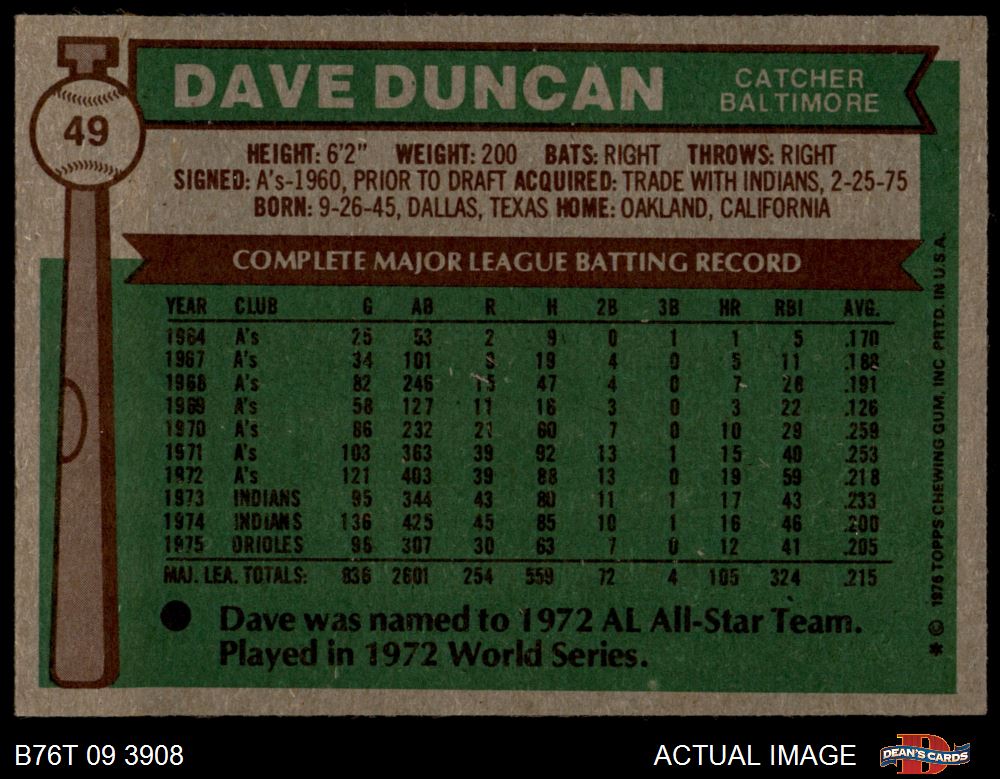 DAVE DUNCAN
CATCHER
BALTIMORE
49
HEIGHT: 6'2" WEIGHT: 200 BATS: RIGHT THROWS: RIGHT
SIGNED: A's-1960, PRIOR TO DRAFT ACQUIRED: TRADE WITH INDIANS, 2-25-75
BORN: 9-26-45, DALLAS, TEXAS HOME: OAKLAND, CALIFORNIA
COMPLETE MAJOR LEAGUE BATTING RECORD
YEAR CLUB G AB R H 2B 3B HR RBI AVG.
1964 A's 25 53 2 9 0 1 1 5 .170
1967 A's 34 101 9 19 4 0 5 11 .188
1968 A's 82 246 15 47 4 0 7 28 .191
1969 A's 58 127 11 16 3 0 3 22 .126
1970 A's 86 232 21 60 7 0 10 29 .259
1971 A's 103 363 39 92 13 1 15 40 .253
1972 A's 121 403 39 88 13 0 19 59 .218
1973 INDIANS 95 344 43 80 11 1 17 43 .233
1974 INDIANS 136 425 45 85 10 1 16 46 .200
1975 ORIOLES 96 307 30 63 7 0 12 41 .205
MAJ. LEA. TOTALS: 836 2601 254 559 72 4 105 324 .215
Dave was named to 1972 AL All-Star Team.
Played in 1972 World Series.
* © 1976 TOPPS CHEWING GUM, INC PRTD. IN U.S.A.
B76T 09 3908
ACTUAL IMAGE
DEAN'S CARDS